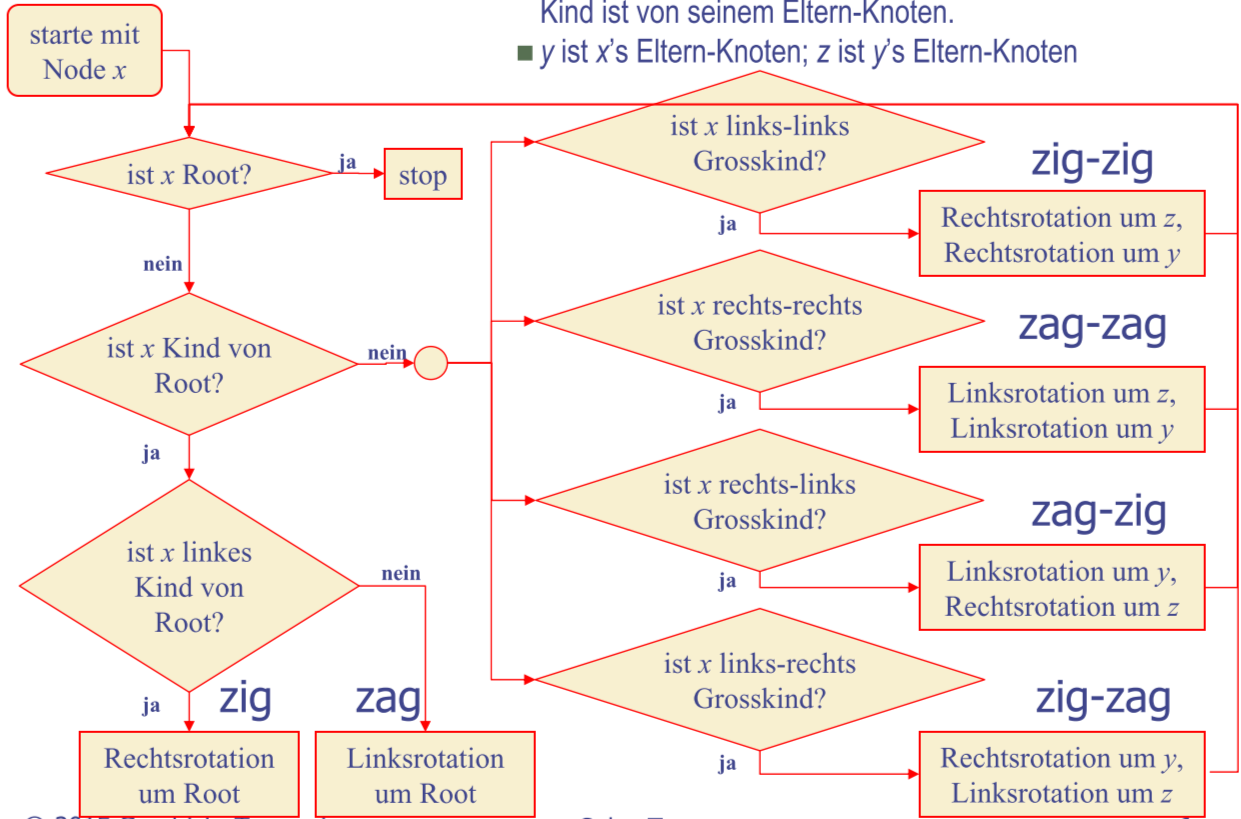 Kind ist von seinem Eltern-Knoten.
y ist x's Eltern-Knoten; z ist y's Eltern-Knoten
starte mit
Node x
ist x Root?
ja
stop
nein
ist x Kind von
Root?
nein
ja
ist x linkes
Kind von
Root?
nein
ja
zig
zag
Rechtsrotation
um Root
Linksrotation
um Root
ist x links-links
Grosskind?
ja
zig-zig
Rechtsrotation um z,
Rechtsrotation um y
ist x rechts-rechts
Grosskind?
ja
zag-zag
Linksrotation um z,
Linksrotation um y
ist x rechts-links
Grosskind?
ja
zag-zig
Linksrotation um y,
Rechtsrotation um z
ist x links-rechts
Grosskind?
ja
zig-zag
Rechtsrotation um y,
Linksrotation um z